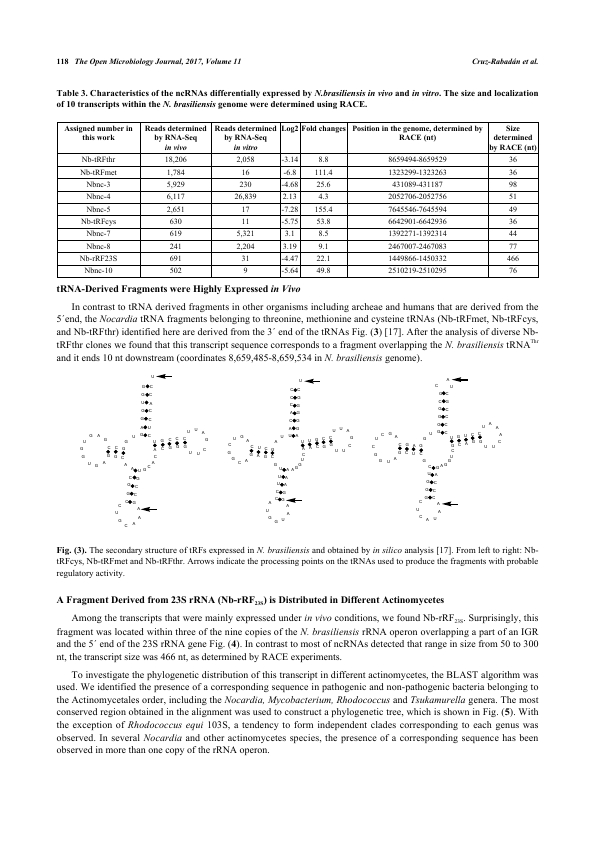 118 The Open Microbiology Journal, 2017, Volume 11 Cruz-Rabadán et al.
Table 3. Characteristics of the ncRNAs differentially expressed by N.brasiliensis in vivo and in vitro. The size and localization
of 10 transcripts within the N. brasiliensis genome were determined using RACE.
Assigned number in this work | Reads determined by RNA-Seq in vivo | Reads determined by RNA-Seq in vitro | Log2 | Fold changes | Position in the genome, determined by RACE (nt) | Size determined by RACE (nt)
Nb-tRFthr 18,206 2,058 -3.14 8.8 8659494-8659529 36
Nb-tRFmet 1,784 16 -6.8 111.4 1323299-1323263 36
Nbnc-3 5,929 230 -4.68 25.6 431089-431187 98
Nbnc-4 6,117 26,839 2.13 4.3 2052706-2052756 51
Nbnc-5 2,651 17 -7.28 155.4 7645546-7645594 49
Nb-tRFcys 630 11 -5.75 53.8 6642901-6642936 36
Nbnc-7 619 5,321 3.1 8.5 1392271-1392314 44
Nbnc-8 241 2,204 3.19 9.1 2467007-2467083 77
Nb-rRF23S 691 31 -4.47 22.1 1449866-1450332 466
Nbnc-10 502 9 -5.64 49.8 2510219-2510295 76
tRNA-Derived Fragments were Highly Expressed in Vivo
In contrast to tRNA derived fragments in other organisms including archeae and humans that are derived from the
5´end, the Nocardia tRNA fragments belonging to threonine, methionine and cysteine tRNAs (Nb-tRFmet, Nb-tRFcys,
and Nb-tRFthr) identified here are derived from the 3´ end of the tRNAs Fig. (3) [17]. After the analysis of diverse Nb-
tRFthr clones we found that this transcript sequence corresponds to a fragment overlapping the N. brasiliensis tRNAThr
and it ends 10 nt downstream (coordinates 8,659,485-8,659,534 in N. brasiliensis genome).
Fig. (3). The secondary structure of tRFs expressed in N. brasiliensis and obtained by in silico analysis [17]. From left to right: Nb-
tRFcys, Nb-tRFmet and Nb-tRFthr. Arrows indicate the processing points on the tRNAs used to produce the fragments with probable
regulatory activity.
A Fragment Derived from 23S rRNA (Nb-rRF23S) is Distributed in Different Actinomycetes
Among the transcripts that were mainly expressed under in vivo conditions, we found Nb-rRF23S. Surprisingly, this
fragment was located within three of the nine copies of the N. brasiliensis rRNA operon overlapping a part of an IGR
and the 5´ end of the 23S rRNA gene Fig. (4). In contrast to most of ncRNAs detected that range in size from 50 to 300
nt, the transcript size was 466 nt, as determined by RACE experiments.
To investigate the phylogenetic distribution of this transcript in different actinomycetes, the BLAST algorithm was
used. We identified the presence of a corresponding sequence in pathogenic and non-pathogenic bacteria belonging to
the Actinomycetales order, including the Nocardia, Mycobacterium, Rhodococcus and Tsukamurella genera. The most
conserved region obtained in the alignment was used to construct a phylogenetic tree, which is shown in Fig. (5). With
the exception of Rhodococcus equi 103S, a tendency to form independent clades corresponding to each genus was
observed. In several Nocardia and other actinomycetes species, the presence of a corresponding sequence has been
observed in more than one copy of the rRNA operon.